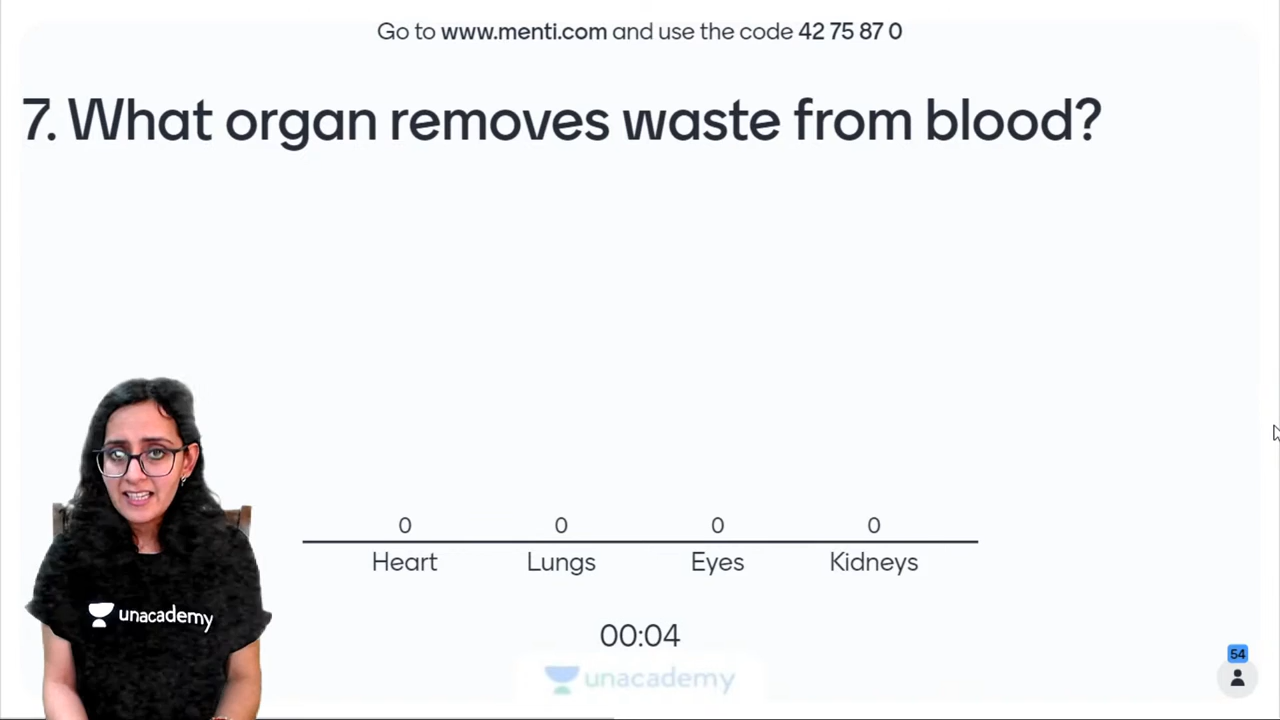 Go to www.menti.com and use the code 42 75 87 0
7. What organ removes waste from blood?
0 0 0 0
Heart Lungs Eyes Kidneys
unacademy
00:04
unacademy
54